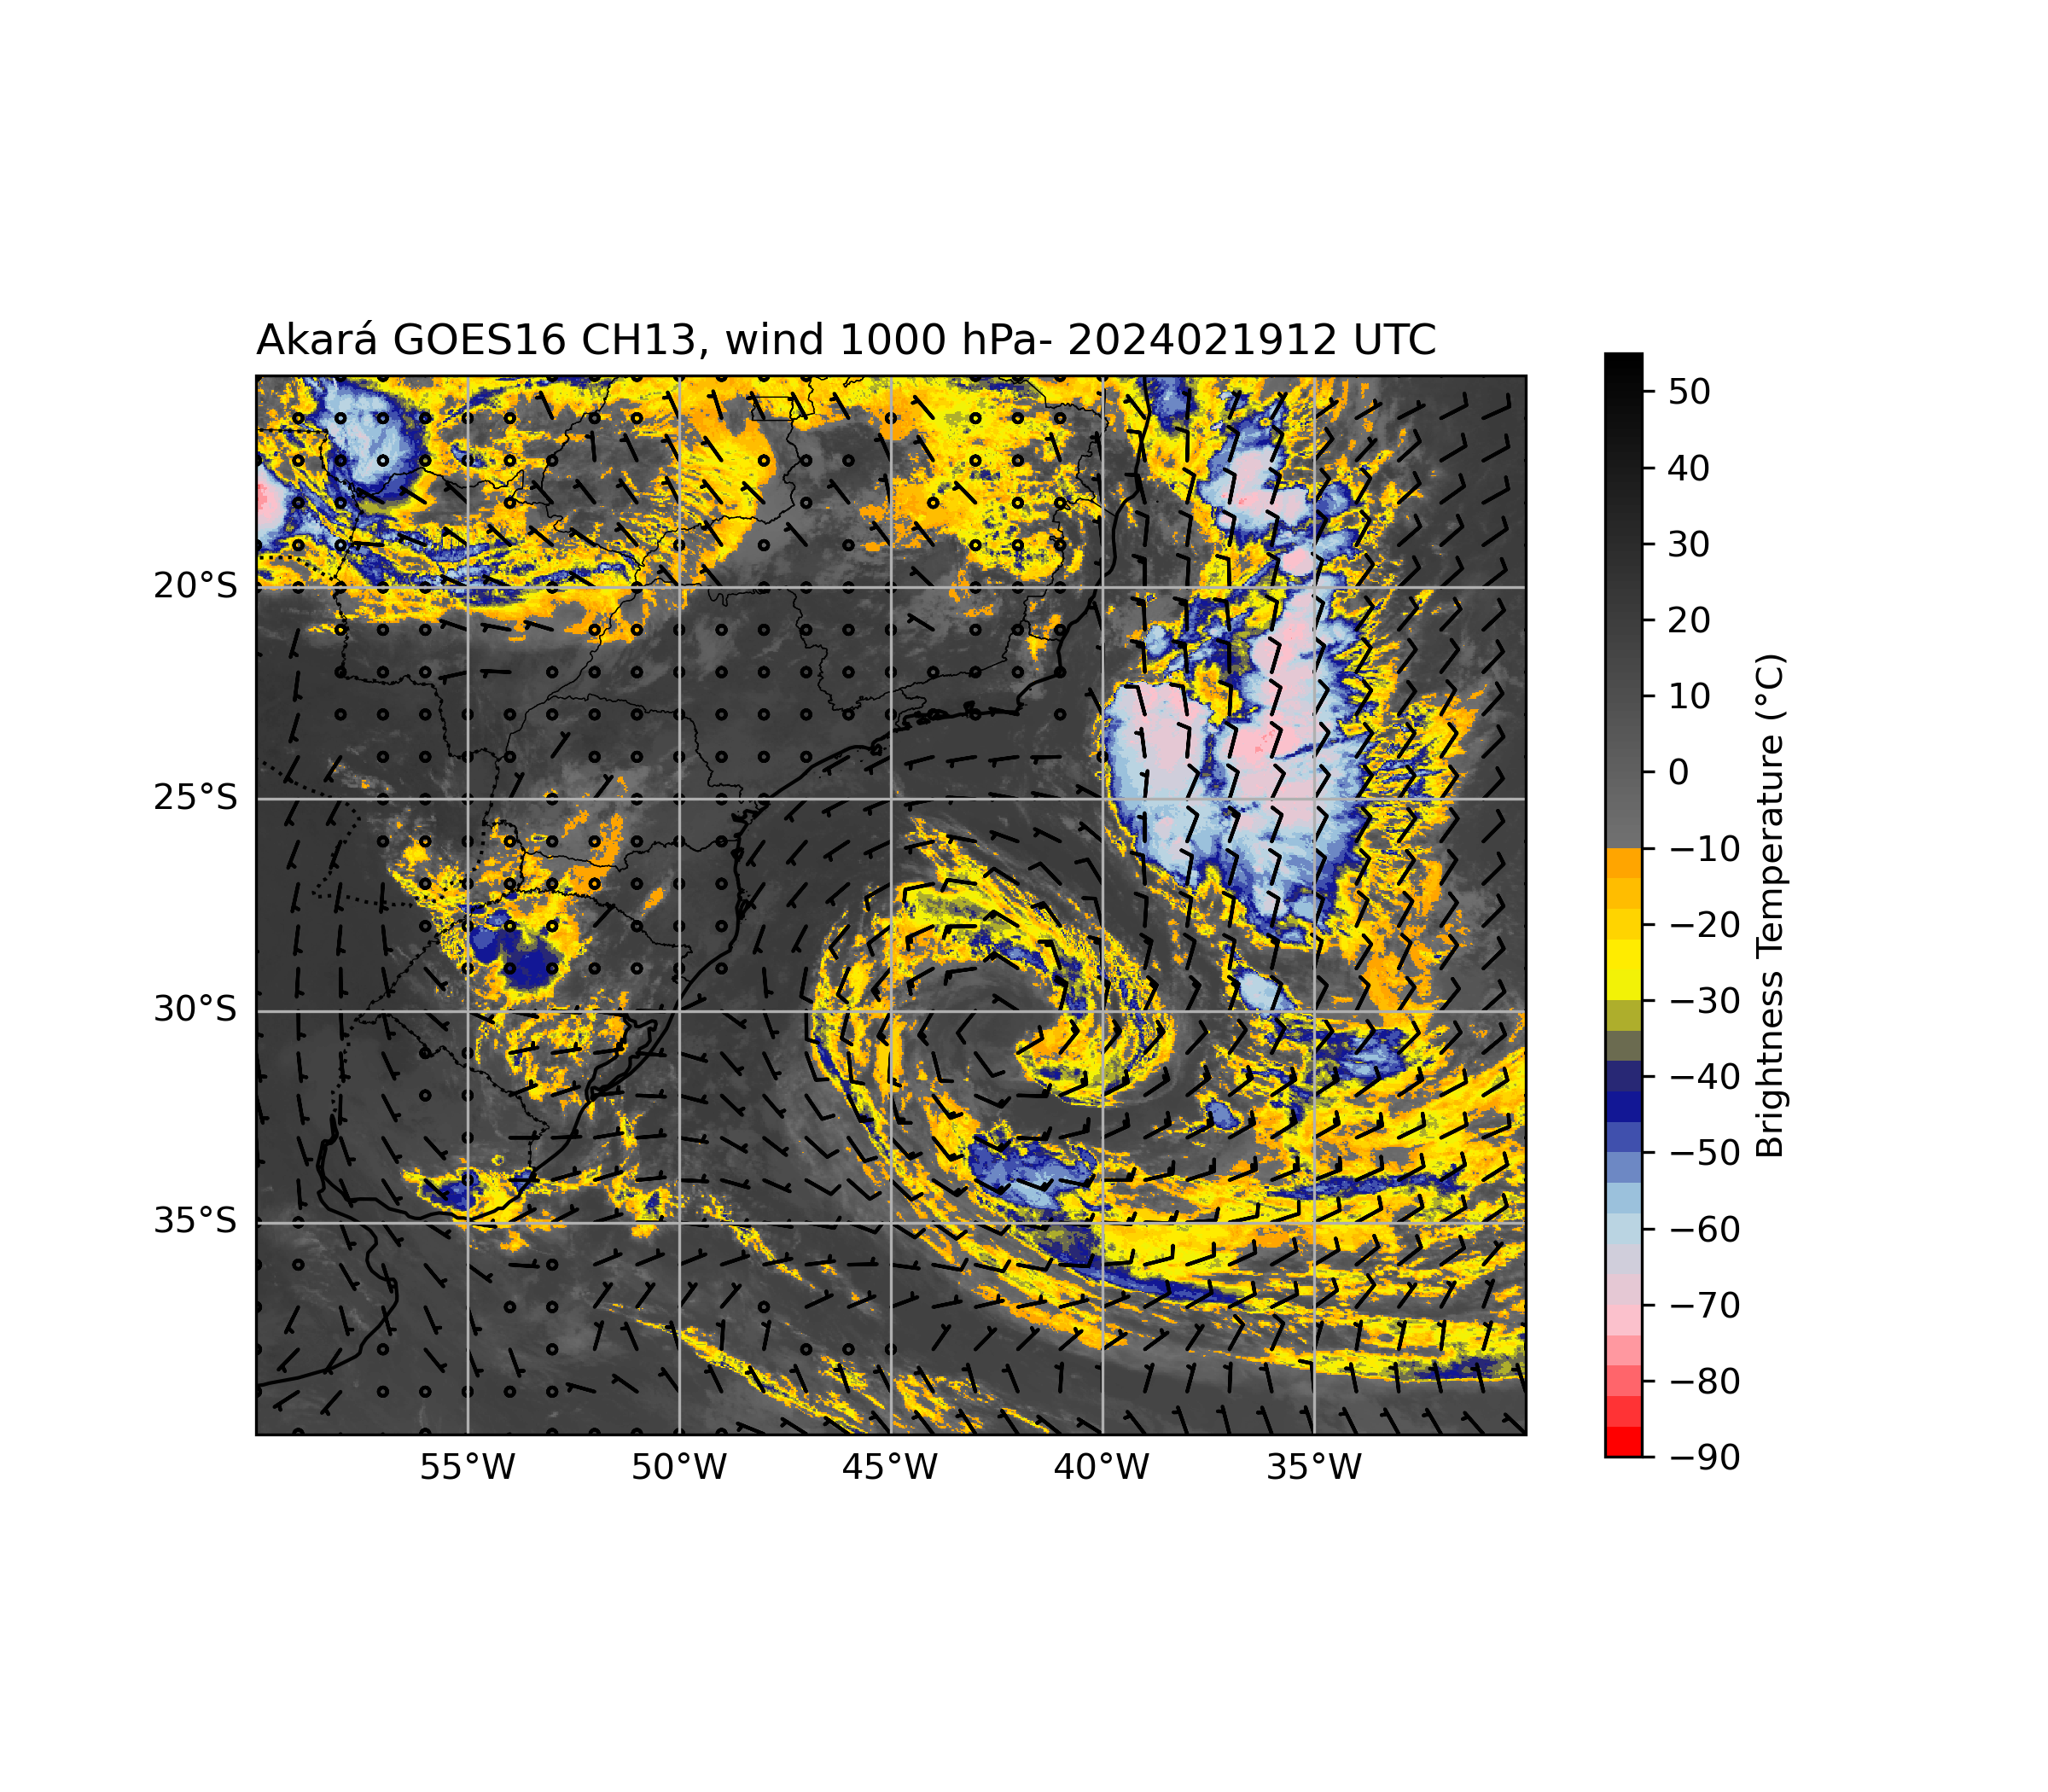 Akará GOES16 CH13, wind 1000 hPa- 2024021912 UTC
20°S
25°S
30°S
35°S
55°W 50°W 45°W 40°W 35°W
50
40
30
20
10
0
−10
−20
−30
−40
−50
−60
−70
−80
−90
Brightness Temperature (°C)